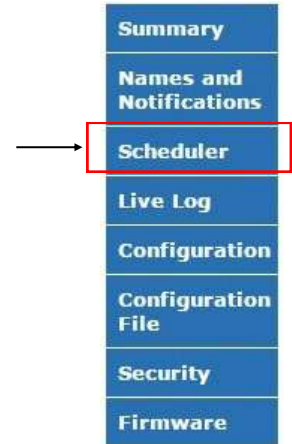 Summary
Names and
Notifications
Scheduler
Live Log
Configuration
Configuration
File
Security
Firmware